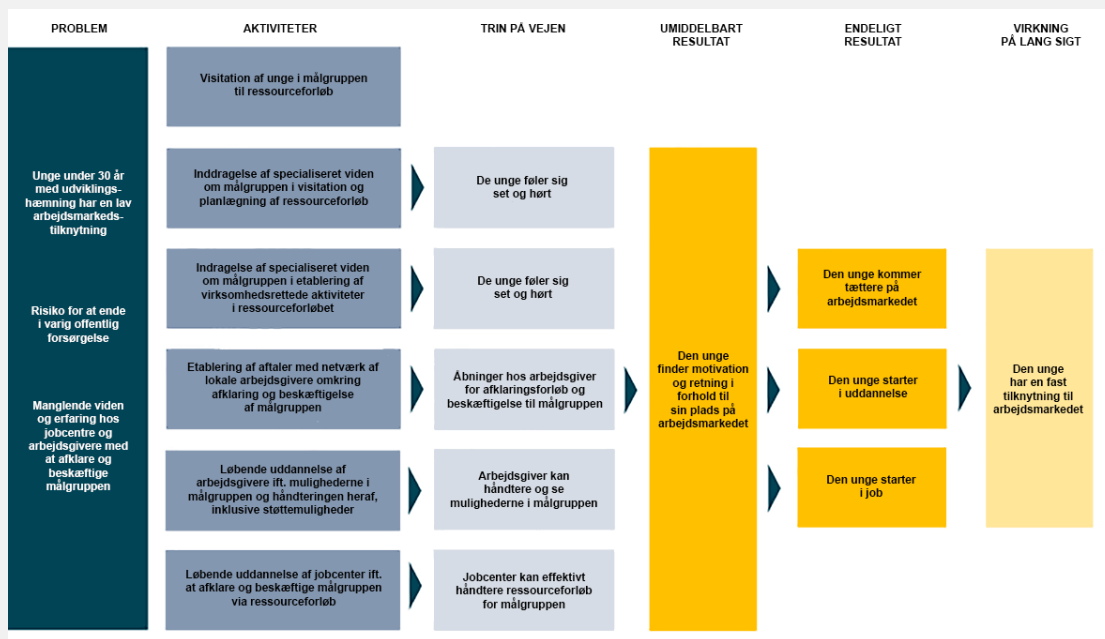 PROBLEM
AKTIVITETER
TRIN PÅ VEJEN
UMIDDELBART
RESULTAT
ENDELIGT
RESULTAT
VIRKNING
PÅ LANG SIGT
Unge under 30 år
med udviklings-
hæmning har en lav
arbejdsmarkeds-
tilknytning
Risiko for at ende
i varig offentlig
forsørgelse
Manglende viden
og erfaring hos
jobcentre og
arbejdsgivere med
at afklare og
beskæftige
målgruppen
Visitation af unge i målgruppen
til ressourceforløb
Inddragelse af specialiseret viden
om målgruppen i visitation og
planlægning af ressourceforløb
Indragelse af specialiseret viden
om målgruppen i etablering af
virksomhedsrettede aktiviteter
i ressourceforløbet
Etablering af aftaler med netværk af
lokale arbejdsgivere omkring
afklaring og beskæftigelse
af målgruppen
Løbende uddannelse af
arbejdsgivere ift. mulighederne i
målgruppen og håndteringen heraf,
inklusive støttemuligheder
Løbende uddannelse af jobcenter ift.
at afklare og beskæftige målgruppen
via ressourceforløb
De unge føler sig
set og hørt
De unge føler sig
set og hørt
Åbninger hos arbejdsgiver
for afklaringsforløb og
beskæftigelse til målgruppen
Arbejdsgiver kan
håndtere og se
mulighederne i målgruppen
Jobcenter kan effektivt
håndtere ressourceforløb
for målgruppen
Den unge
finder motivation
og retning i
forhold til
sin plads på
arbejdsmarkedet
Den unge kommer
tættere på
arbejdsmarkedet
Den unge starter
i uddannelse
Den unge starter
i job
Den unge
har en fast
tilknytning til
arbejdsmarkedet